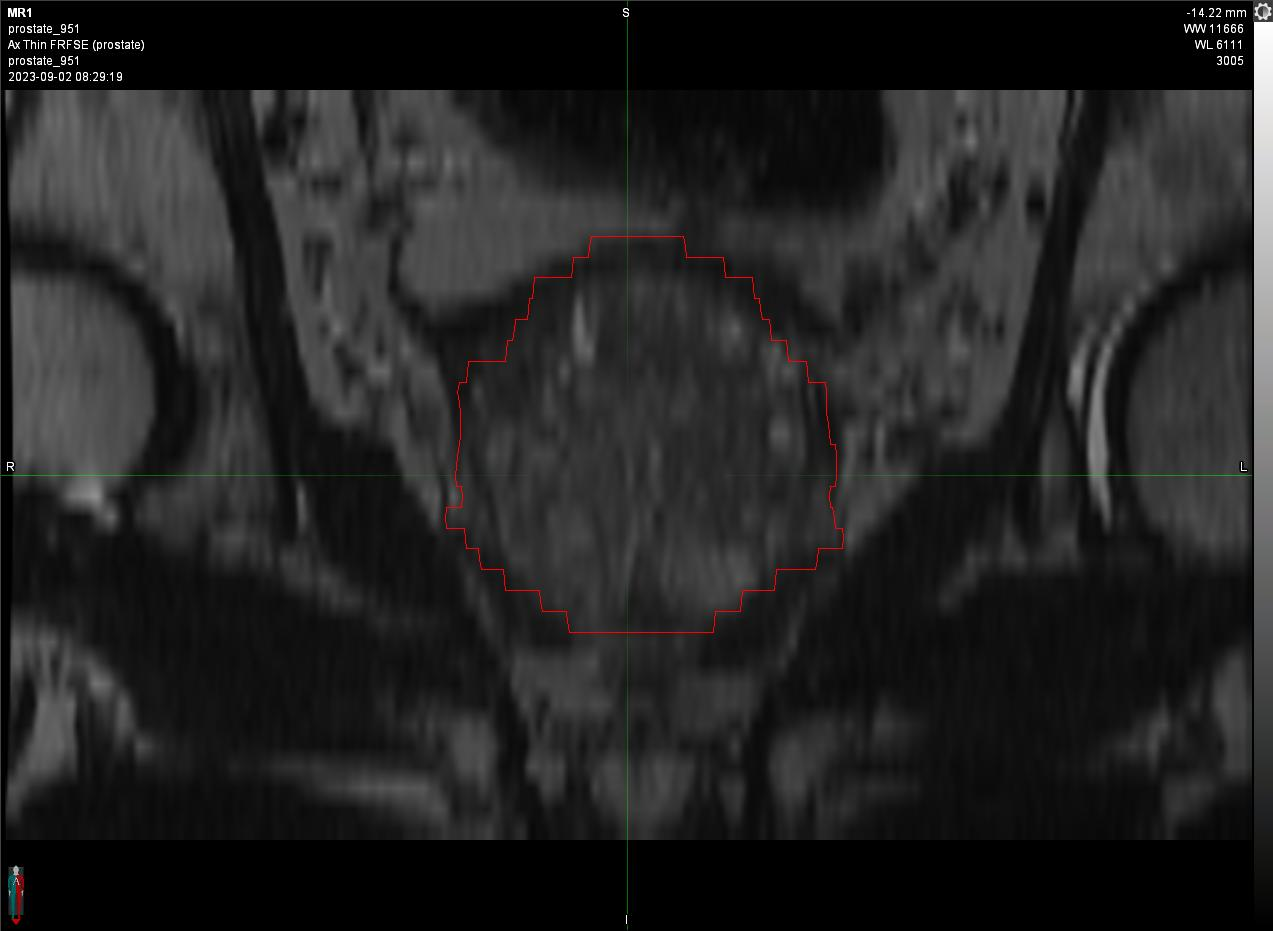 MR1
prostate_951
Ax Thin FRFSE (prostate)
prostate_951
2023-09-02 08:29:19
S
-14.22 mm
WW 11666
WL 6111
3005
R
L
A
I